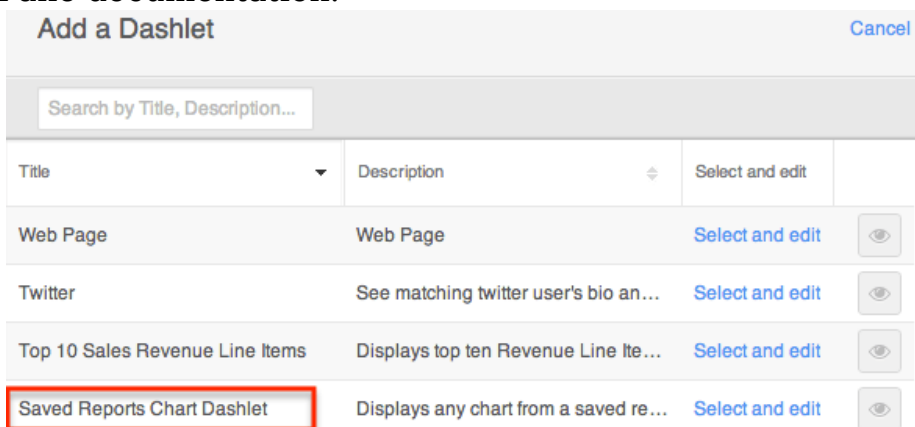 Add a Dashlet Cancel
Search by Title, Description...
Title Description Select and edit
Web Page Web Page Select and edit
Twitter See matching twitter user's bio an... Select and edit
Top 10 Sales Revenue Line Items Displays top ten Revenue Line Ite... Select and edit
Saved Reports Chart Dashlet Displays any chart from a saved re... Select and edit